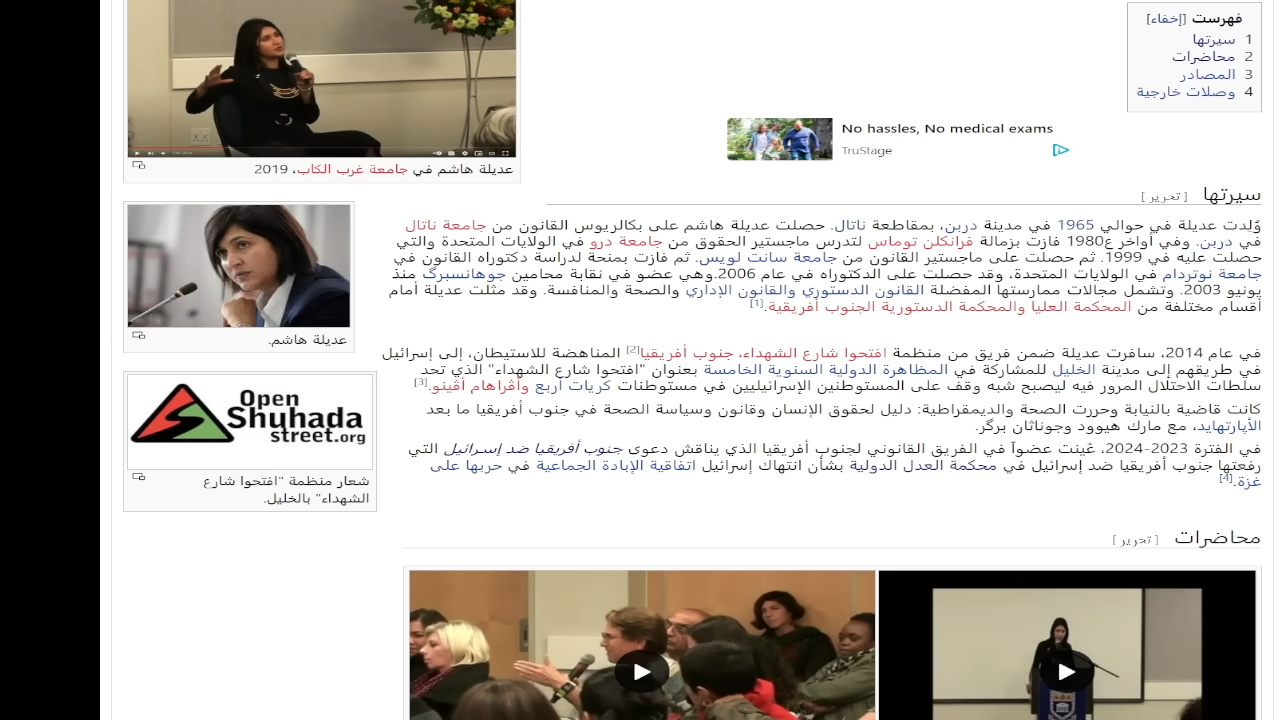 فهرست [إخفاء]
1 سيرتها
2 محاضرات
3 المصادر
4 وصلات خارجية
No hassles, No medical exams
TruStage
عديلة هاشم في جامعة غرب الكاب، 2019
سيرتها [ تحرير ]
وُلِدت عديلة في حوالي 1965 في مدينة دربن، بمقاطعة ناتال. حصلت عديلة هاشم على بكالريوس القانون من جامعة ناتال
في دربن. وفي أواخر ع1980 فازت بزمالة فرانكلن توماس لتدرس ماجستير الحقوق من جامعة درو في الولايات المتحدة والتي
حصلت عليه في 1999. ثم حصلت على ماجستير القانون من جامعة سانت لويس. ثم فازت بمنحة لدراسة دكتوراه القانون في
جامعة نوتردام في الولايات المتحدة، وقد حصلت على الدكتوراه في عام 2006.وهي عضو في نقابة محامين جوهانسبرگ منذ
يونيو 2003. وتشمل مجالات ممارستها المفضلة القانون الدستوري والقانون الإداري والصحة والمنافسة. وقد مثلت عديلة أمام
أقسام مختلفة من المحكمة العليا والمحكمة الدستورية الجنوب أفريقية.[1]
عديلة هاشم.
في عام 2014، سافرت عديلة ضمن فريق من منظمة افتحوا شارع الشهداء، جنوب أفريقيا[2] المناهضة للاستيطان، إلى إسرائيل
في طريقهم إلى مدينة الخليل للمشاركة في المظاهرة الدولية السنوية الخامسة بعنوان "افتحوا شارع الشهداء" الذي تحد
سلطات الاحتلال المرور فيه ليصبح شبه وقف على المستوطنين الإسرائيليين في مستوطنات كريات أربع وأڤراهام أڤينو.[3]
كانت قاضية بالنيابة وحررت الصحة والديمقراطية: دليل لحقوق الإنسان وقانون وسياسة الصحة في جنوب أفريقيا ما بعد
الأپارتهايد، مع مارك هيوود وجوناثان برگر.
في الفترة 2023-2024، عُينت عضواً في الفريق القانوني لجنوب أفريقيا الذي يناقش دعوى جنوب أفريقيا ضد إسرائيل التي
رفعتها جنوب أفريقيا ضد إسرائيل في محكمة العدل الدولية بشأن انتهاك إسرائيل اتفاقية الإبادة الجماعية في حربها على
غزة.[4]
Open
Shuhada
street.org
شعار منظمة "افتحوا شارع
الشهداء" بالخليل.
محاضرات [ تحرير ]